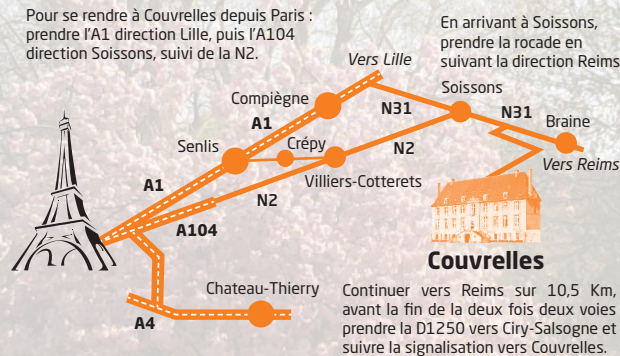 Pour se rendre à Couvrelles depuis Paris :
prendre l'A1 direction Lille, puis l'A104
direction Soissons, suivi de la N2.
En arrivant à Soissons,
prendre la rocade en
suivant la direction Reims
Vers Lille
Soissons
Compiègne
N31
N31
Braine
A1
Senlis
Crépy
N2
Vers Reims
Villiers-Cotterets
A1
N2
A104
Couvrelles
Chateau-Thierry
A4
Continuer vers Reims sur 10,5 Km,
avant la fin de la deux fois deux voies
prendre la D1250 vers Ciry-Salsogne et
suivre la signalisation vers Couvrelles.